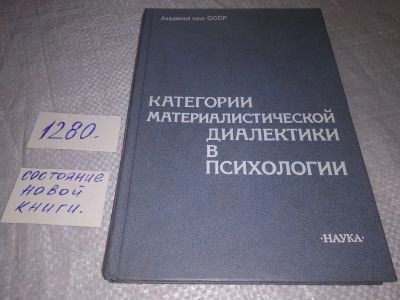 Академия наук СССР
КАТЕГОРИИ
МАТЕРИАЛИСТИЧЕСКОЙ
ДИАЛЕКТИКИ
В
ПСИХОЛОГИИ
·НАУКА·
1280.
состояние
новой
книги.